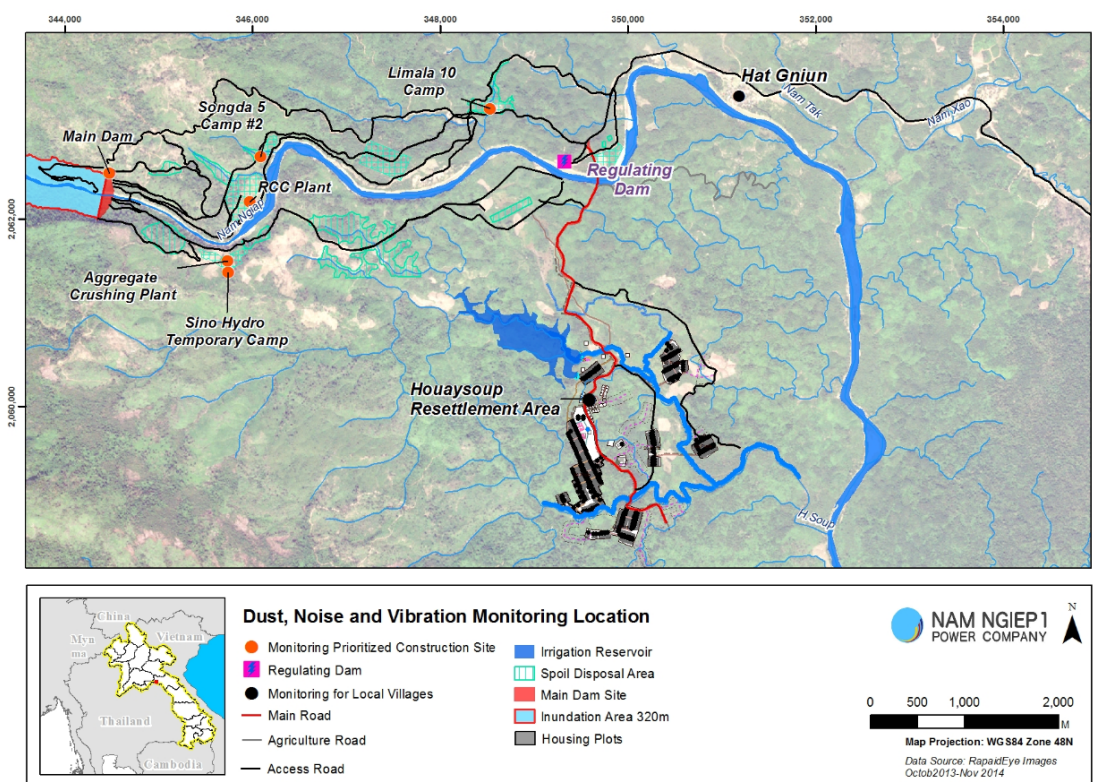 344,000
346,000
348,000
350,000
352,000
354,000
2,062,000
2,060,000
Limala 10
Camp
Songda 5
Camp #2
Main Dam
RCC Plant
Nam Ngiap
Aggregate
Crushing Plant
Sino Hydro
Temporary Camp
Regulating
Dam
Hat Gniun
Nam Tak
Nam Xao
Houaysoup
Resettlement Area
H.Soup
China
Myn
ma
Vietnam
Thailand
Cambodia
Dust, Noise and Vibration Monitoring Location
Monitoring Prioritized Construction Site
Regulating Dam
Monitoring for Local Villages
Main Road
Agriculture Road
Access Road
Irrigation Reservoir
Spoil Disposal Area
Main Dam Site
Inundation Area 320m
Housing Plots
NAM NGIEP1
POWER COMPANY
N
0 500 1,000 2,000
M
Map Projection: WGS84 Zone 48N
Data Source: RapaidEye Images
Octob2013-Nov 2014